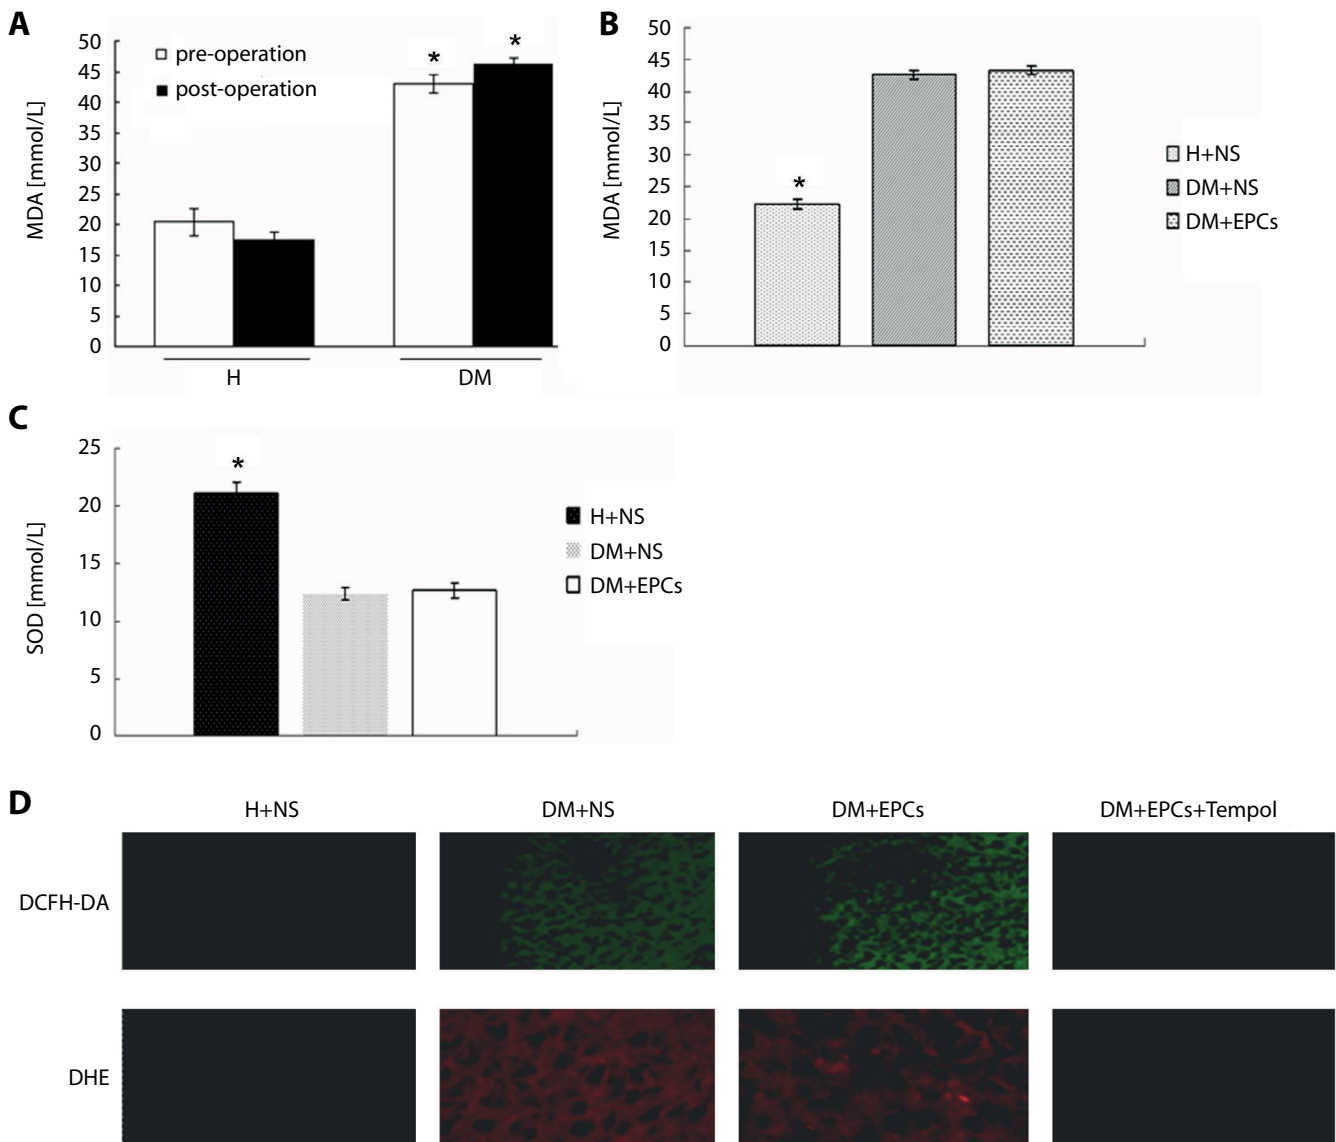 A
50
45
40
35
30
25
20
15
10
5
0
MDA [mmol/L]
pre-operation
post-operation
*
*
H
DM
B
50
45
40
35
30
25
20
15
10
5
0
MDA [mmol/L]
*
H+NS
DM+NS
DM+EPCs
C
25
20
15
10
5
0
SOD [mmol/L]
*
H+NS
DM+NS
DM+EPCs
D
H+NS
DM+NS
DM+EPCs
DM+EPCs+Tempol
DCFH-DA
DHE